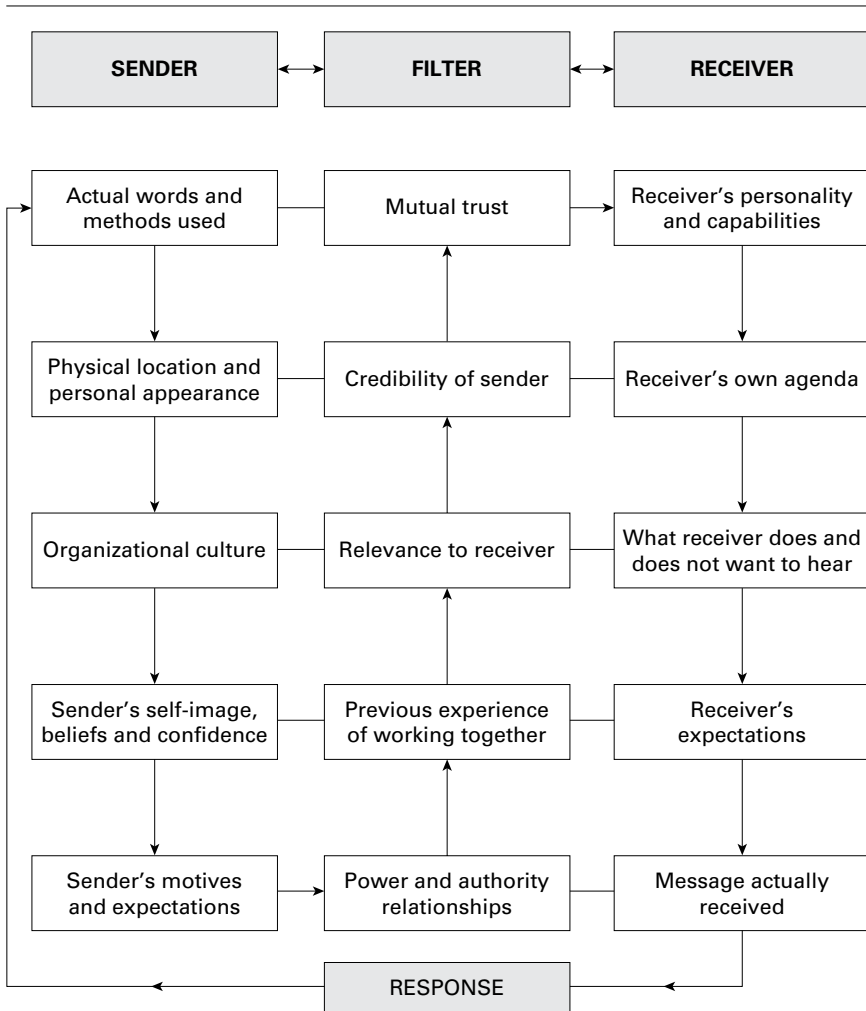 SENDER
FILTER
RECEIVER
Actual words and
methods used
Mutual trust
Receiver’s personality
and capabilities
Physical location and
personal appearance
Credibility of sender
Receiver’s own agenda
Organizational culture
Relevance to receiver
What receiver does and
does not want to hear
Sender’s self-image,
beliefs and confidence
Previous experience
of working together
Receiver’s
expectations
Sender’s motives
and expectations
Power and authority
relationships
Message actually
received
RESPONSE